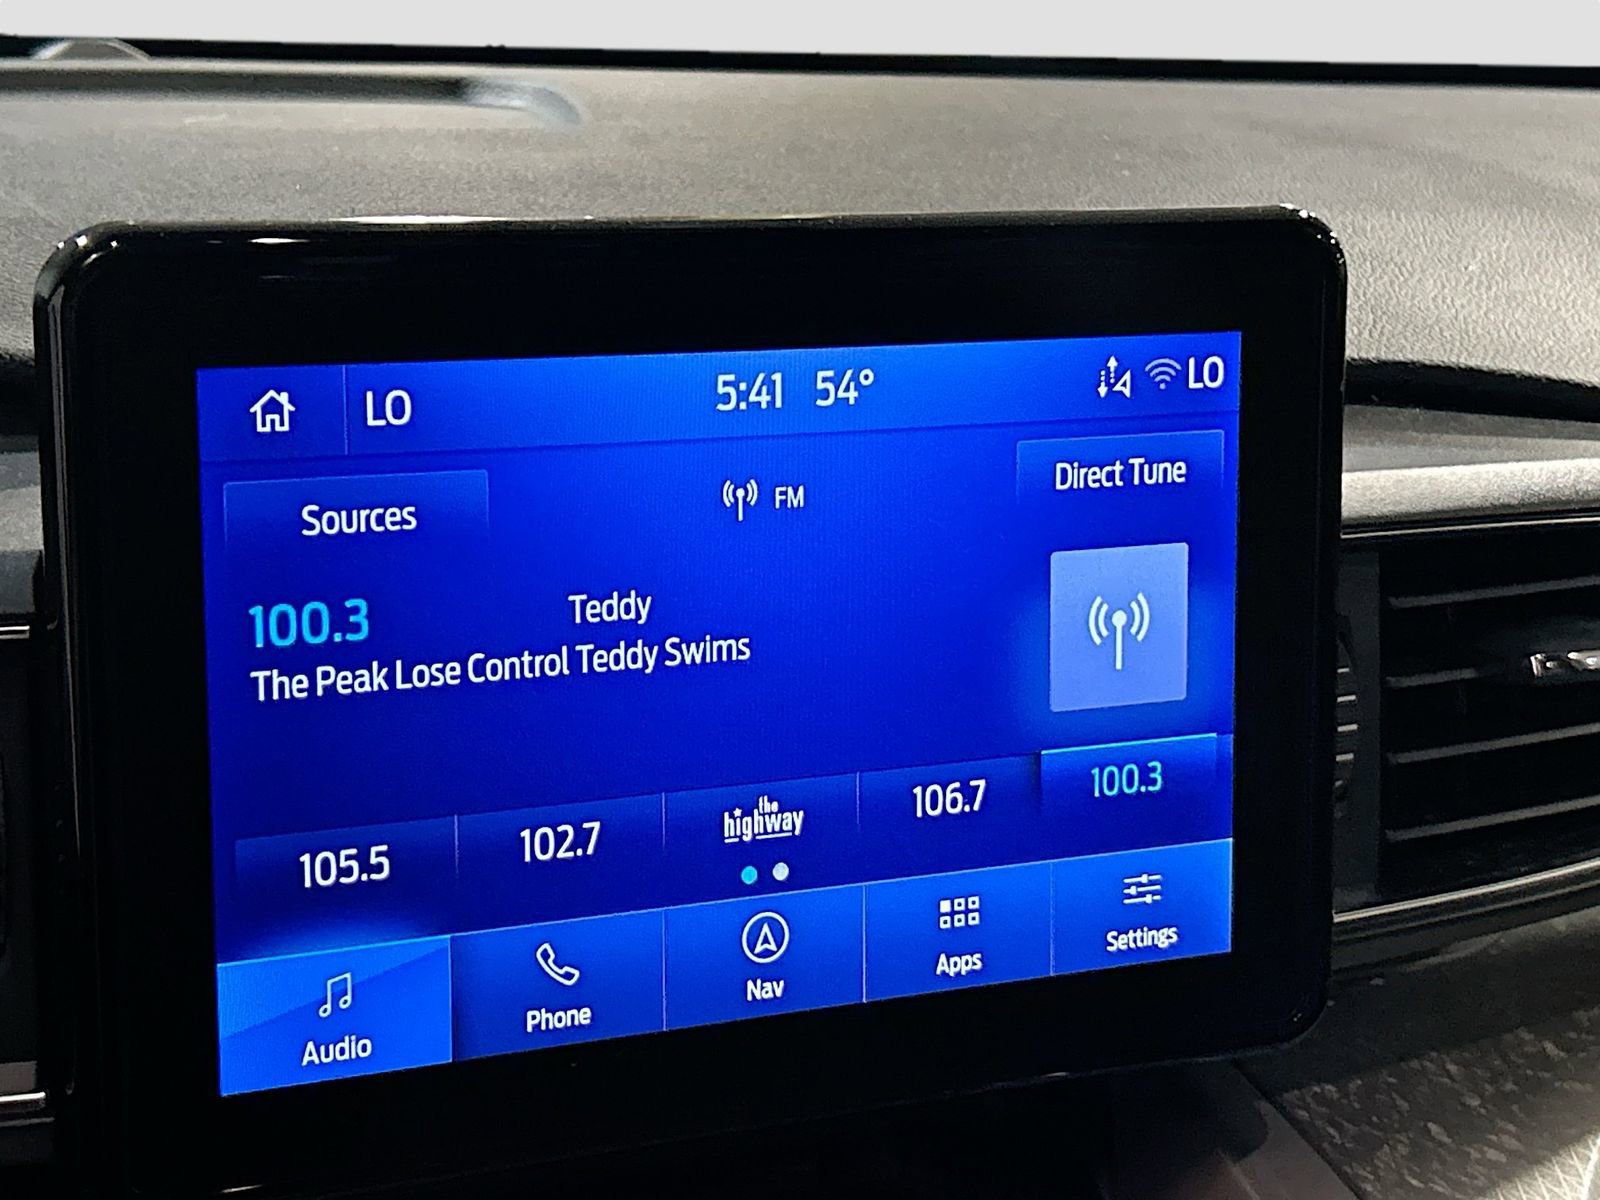 LO 5:41 54° LO
Sources FM Direct Tune
100.3 Teddy
The Peak Lose Control Teddy Swims
105.5 102.7 the highway 106.7 100.3
Audio Phone Nav Apps Settings